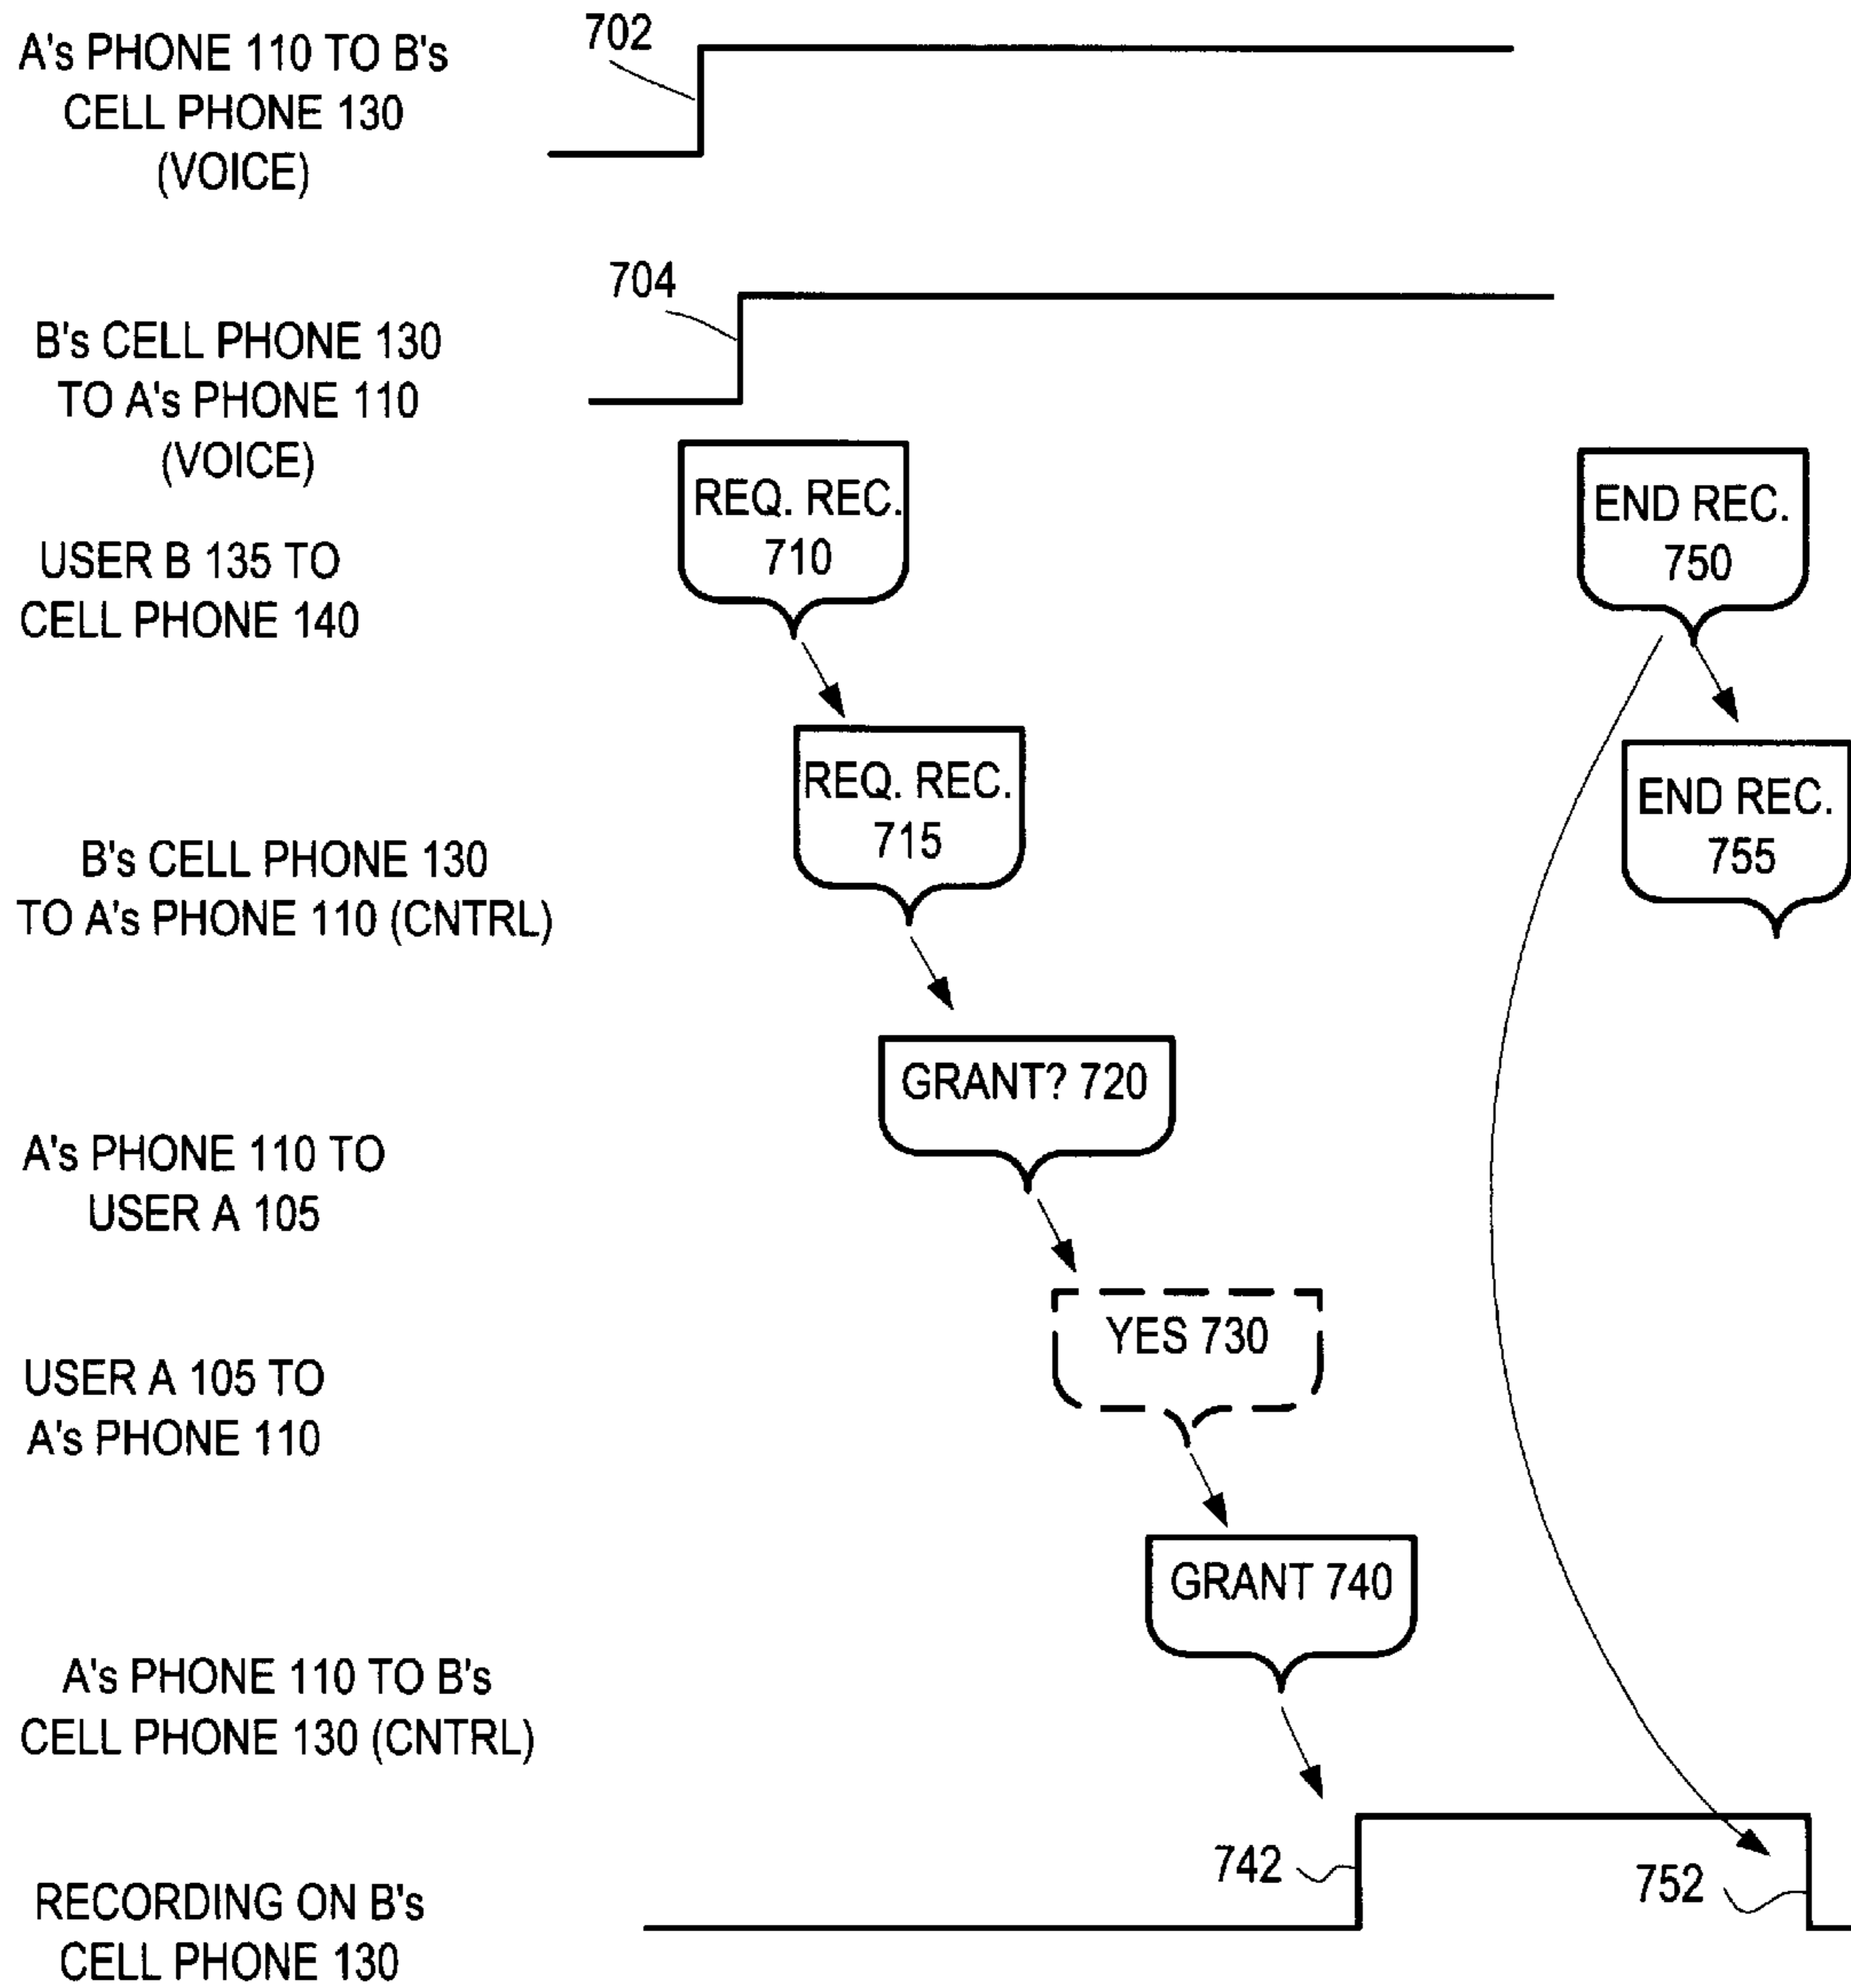 A's PHONE 110 TO B's
CELL PHONE 130
(VOICE)
702
B's CELL PHONE 130
TO A's PHONE 110
(VOICE)
704
USER B 135 TO
CELL PHONE 140
REQ. REC.
710
END REC.
750
B's CELL PHONE 130
TO A's PHONE 110 (CNTRL)
REQ. REC.
715
END REC.
755
A's PHONE 110 TO
USER A 105
GRANT? 720
USER A 105 TO
A's PHONE 110
YES 730
A's PHONE 110 TO B's
CELL PHONE 130 (CNTRL)
GRANT 740
RECORDING ON B's
CELL PHONE 130
742
752